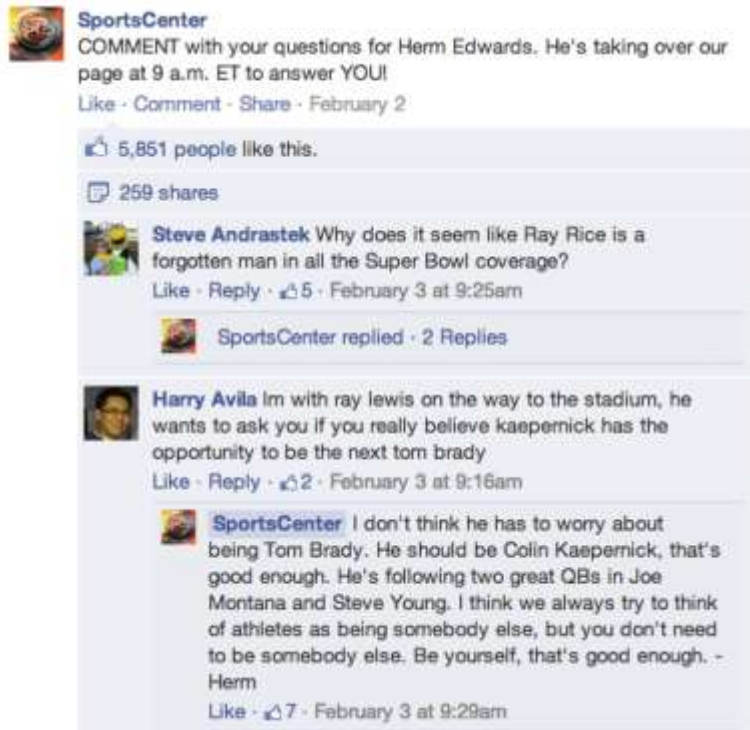 SportsCenter
COMMENT with your questions for Herm Edwards. He's taking over our
page at 9 a.m. ET to answer YOU!
Like · Comment · Share · February 2
5,851 people like this.
259 shares
Steve Andrastek Why does it seem like Ray Rice is a
forgotten man in all the Super Bowl coverage?
Like · Reply · 5 · February 3 at 9:25am
SportsCenter replied · 2 Replies
Harry Avila Im with ray lewis on the way to the stadium, he
wants to ask you if you really believe kaepernick has the
opportunity to be the next tom brady
Like · Reply · 2 · February 3 at 9:16am
SportsCenter I don't think he has to worry about
being Tom Brady. He should be Colin Kaepernick, that's
good enough. He's following two great QBs in Joe
Montana and Steve Young. I think we always try to think
of athletes as being somebody else, but you don't need
to be somebody else. Be yourself, that's good enough. -
Herm
Like · 7 · February 3 at 9:29am